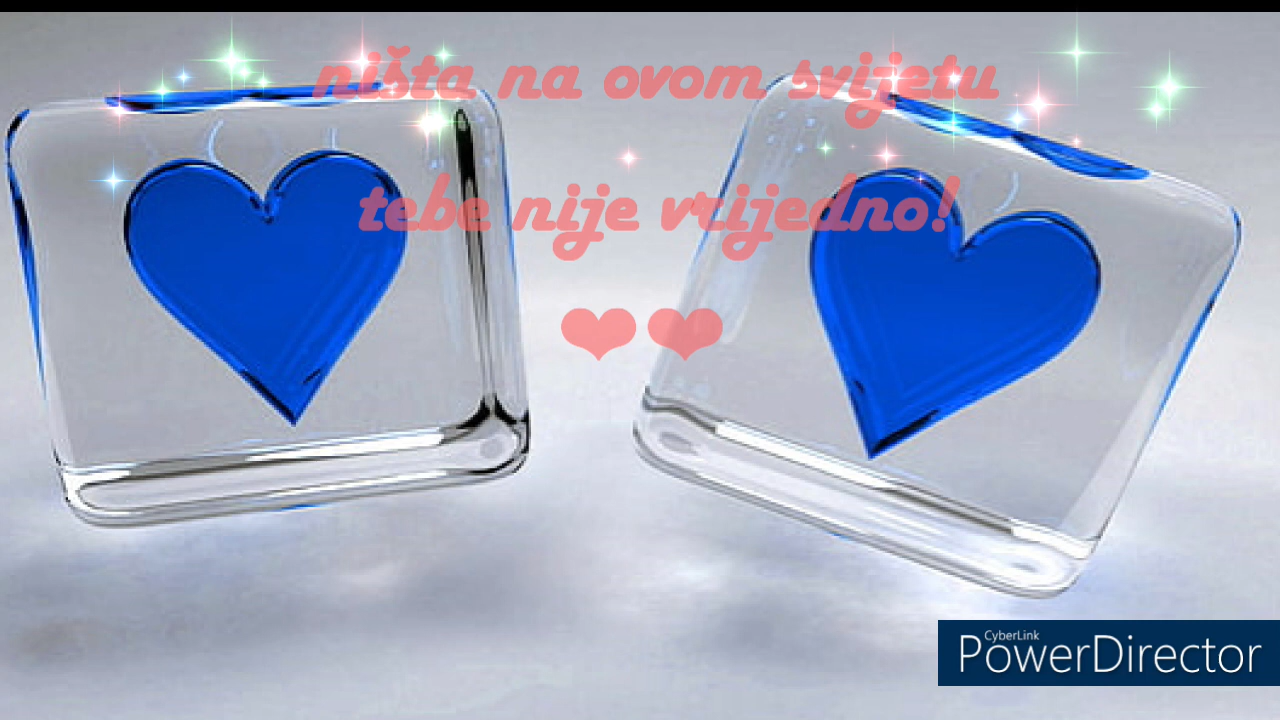 ništa na ovom svijetu
tebe nije vrijedno!
❤❤
CyberLink
PowerDirector